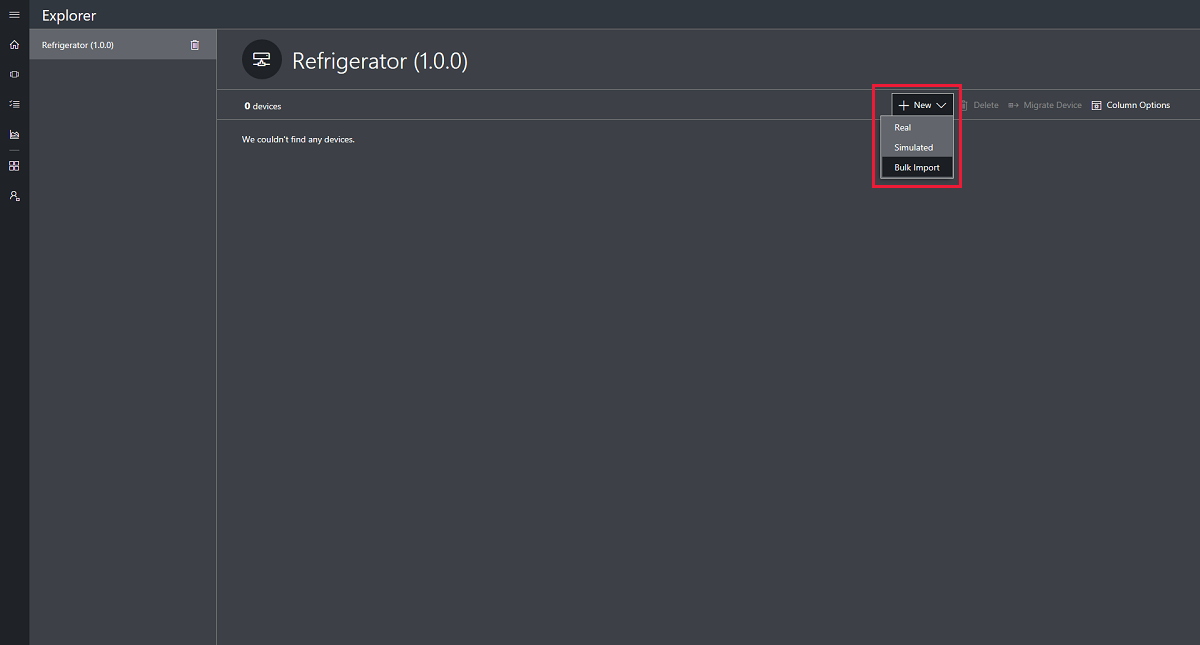 Explorer
Refrigerator (1.0.0)
Refrigerator (1.0.0)
0 devices
New
Delete
Migrate Device
Column Options
We couldn't find any devices.
Real
Simulated
Bulk Import